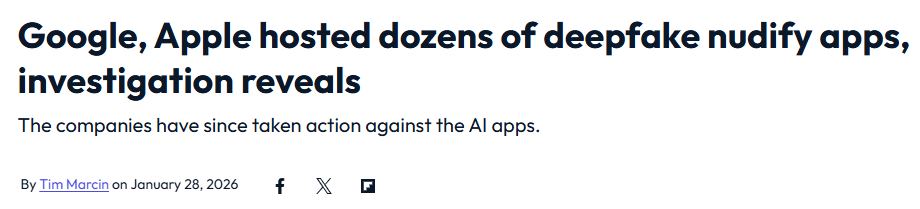 Google, Apple hosted dozens of deepfake nudify apps,
investigation reveals
The companies have since taken action against the AI apps.
By Tim Marcin on January 28, 2026